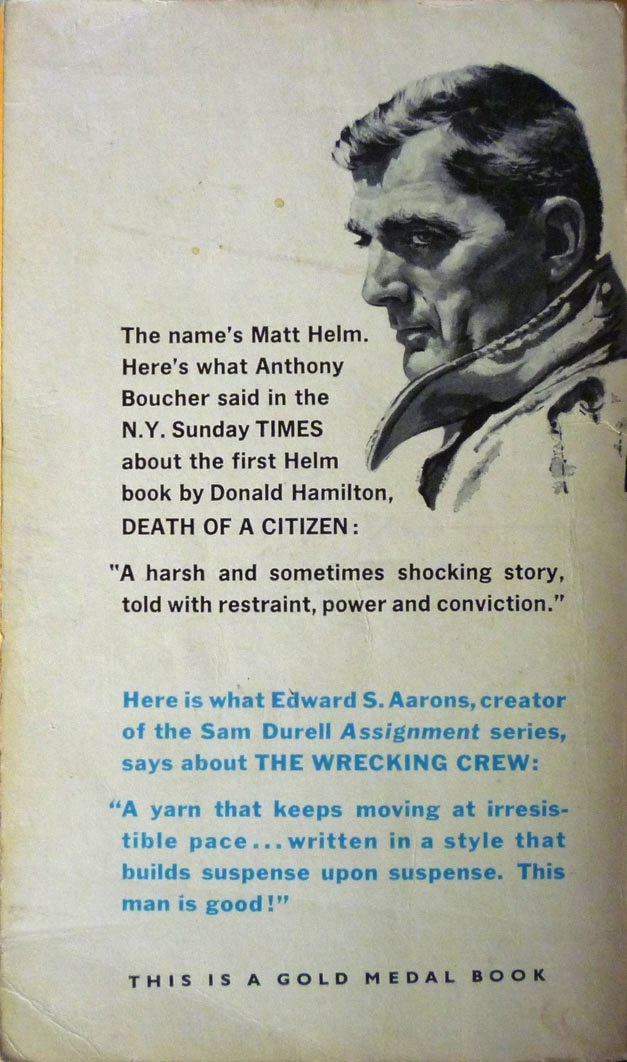 The name's Matt Helm.
Here's what Anthony
Boucher said in the
N.Y. Sunday TIMES
about the first Helm
book by Donald Hamilton,
DEATH OF A CITIZEN:
"A harsh and sometimes shocking story,
told with restraint, power and conviction."
Here is what Edward S. Aarons, creator
of the Sam Durell Assignment series,
says about THE WRECKING CREW:
"A yarn that keeps moving at irresis-
tible pace...written in a style that
builds suspense upon suspense. This
man is good!"
THIS IS A GOLD MEDAL BOOK